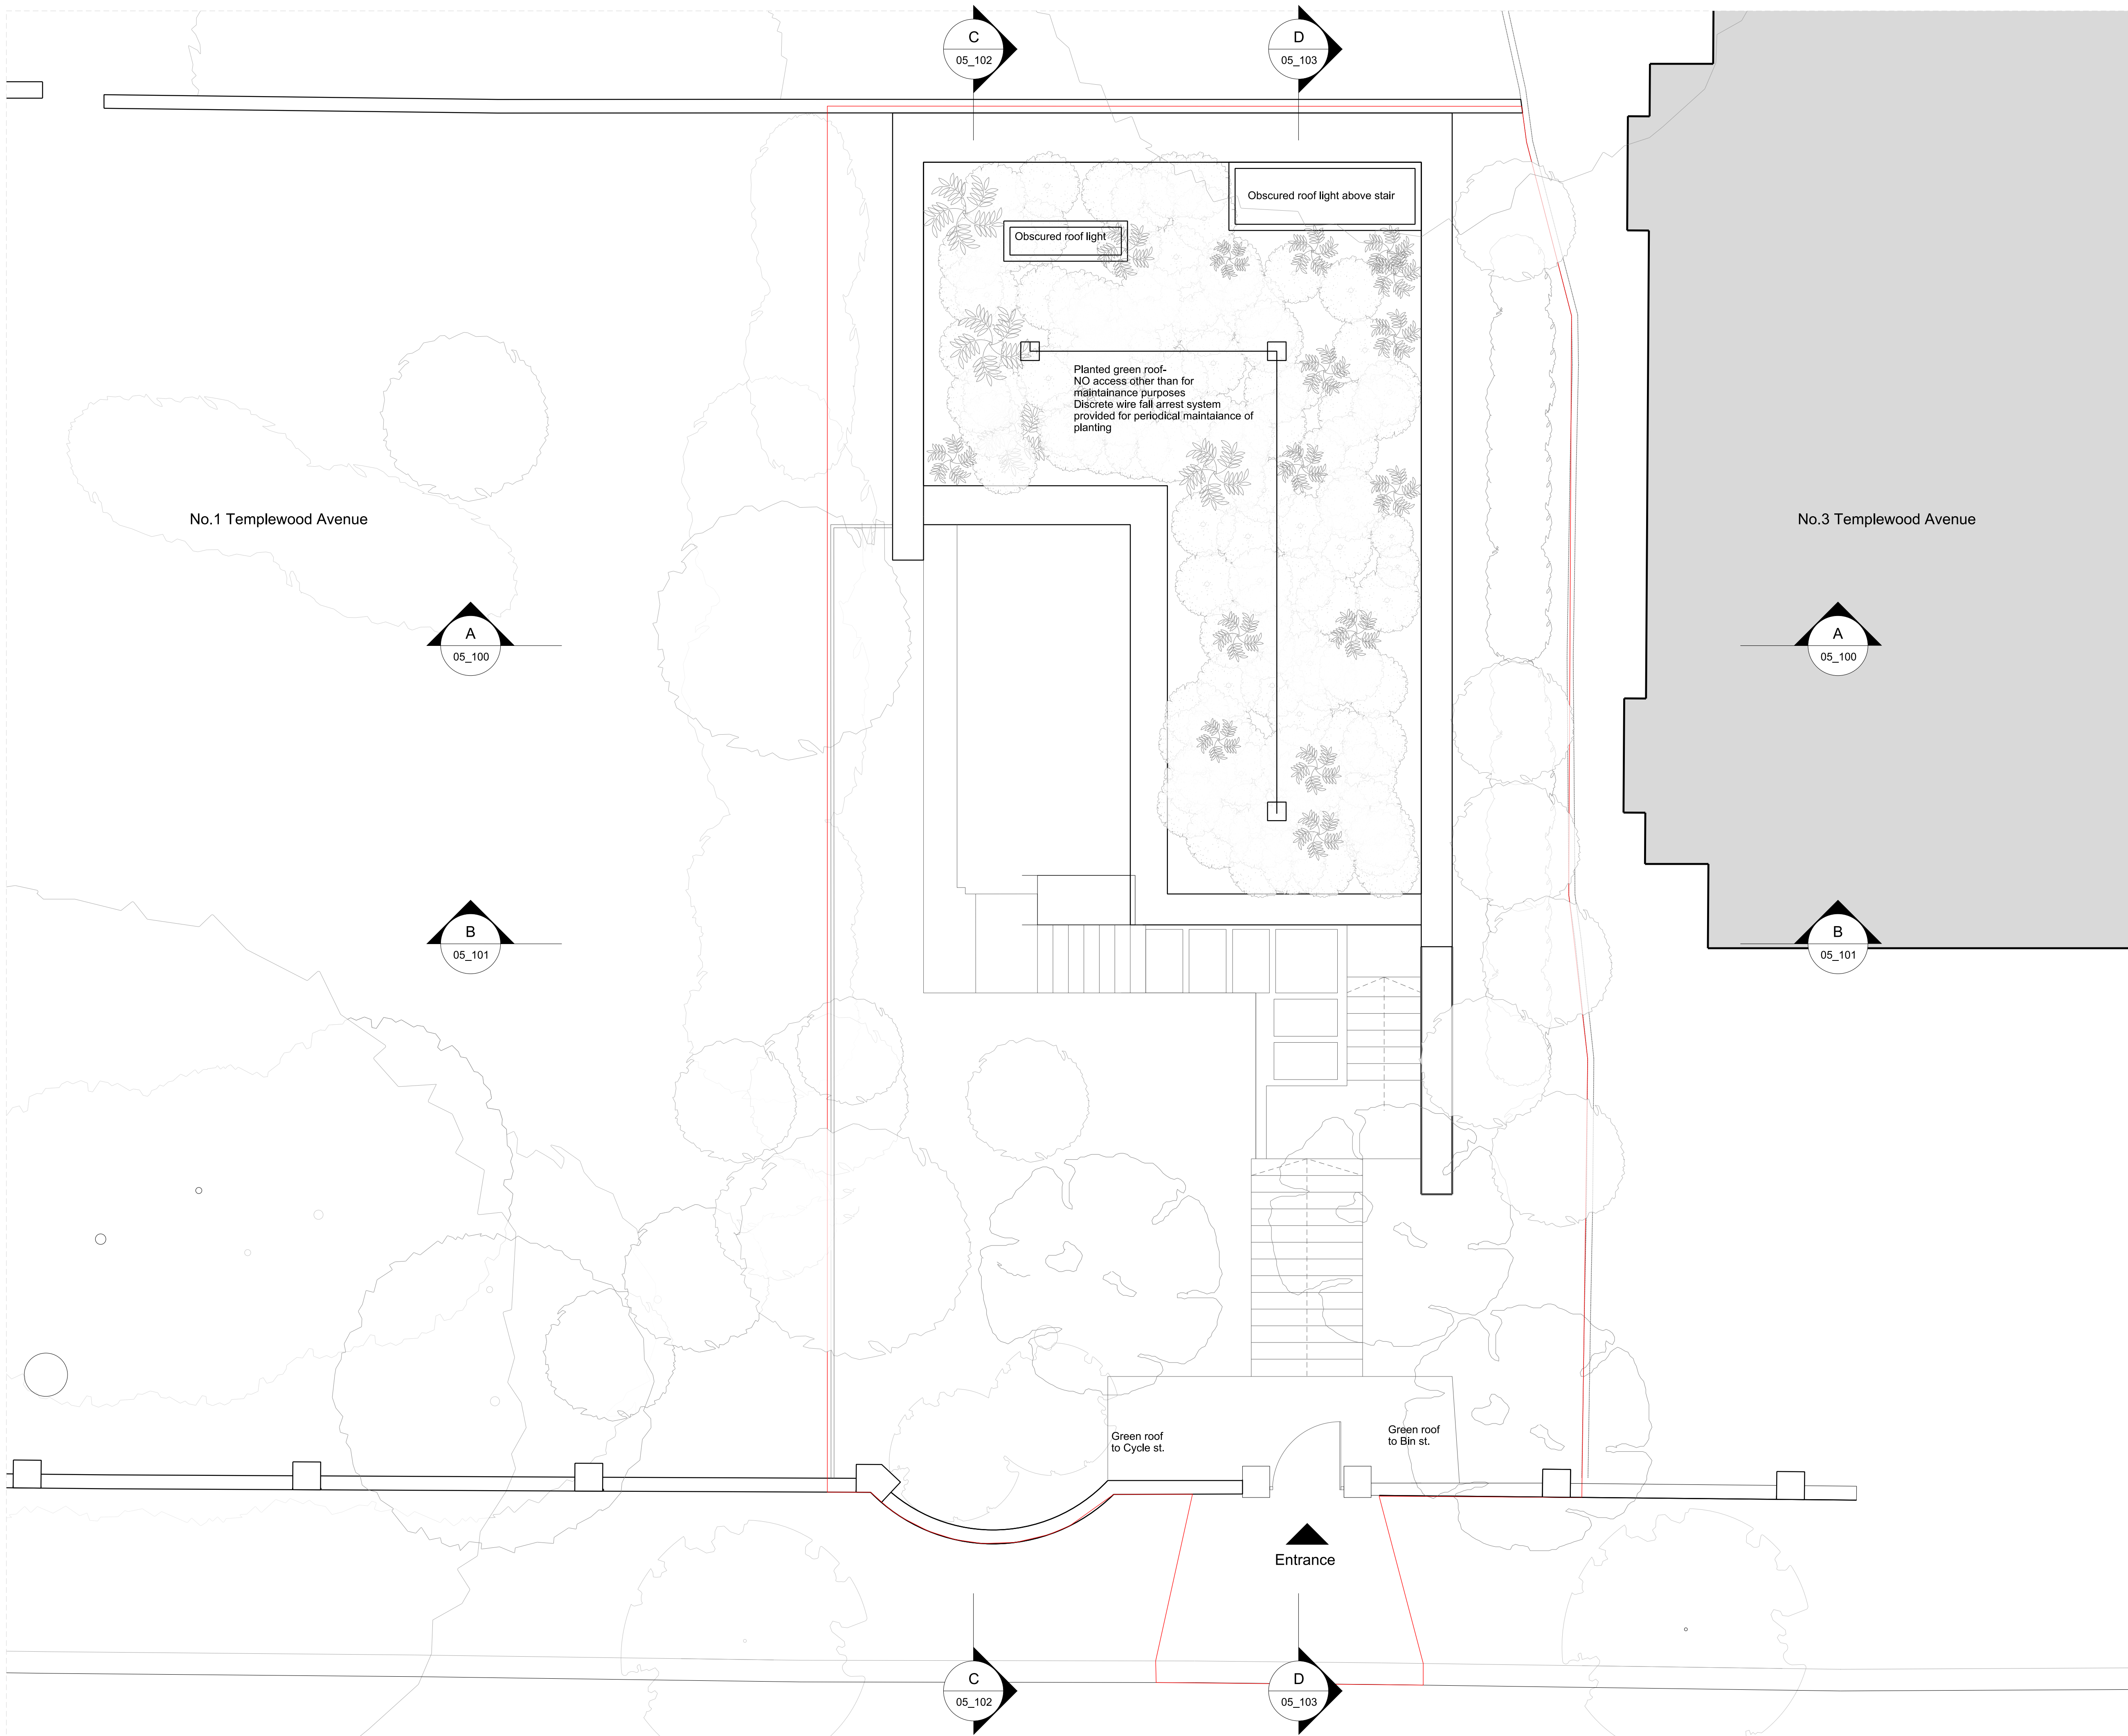 C
05_102
D
05_103
Obscured roof light above stair
Obscured roof light
Planted green roof-
NO access other than for
maintainance purposes
Discrete wire fall arrest system
provided for periodical maintaiance of
planting
No.1 Templewood Avenue
No.3 Templewood Avenue
A
05_100
A
05_100
B
05_101
B
05_101
Green roof
to Cycle st.
Green roof
to Bin st.
Entrance
C
05_102
D
05_103